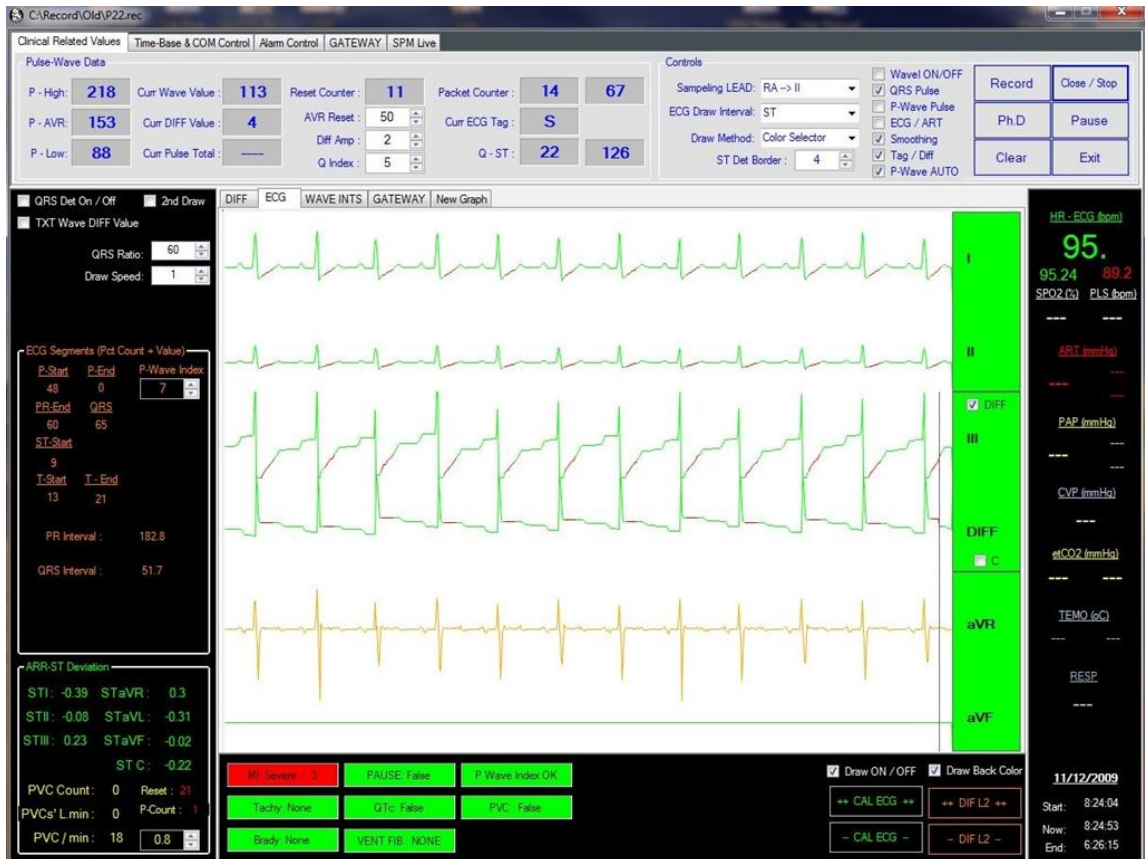 C:\Record\Old\P22.rec
Clinical Related Values Time-Base & COM Control Alarm Control GATEWAY SPM Live
Pulse-Wave Data
P - High: 218 Curr Wave Value : 113 Reset Counter : 11 Packet Counter : 14 67
P - AVR: 153 Curr DIFF Value : 4 AVR Reset : 50 Curr ECG Tag : S
Diff Amp : 2
P - Low: 88 Curr Pulse Total : ---- Q Index : 5 Q - ST : 22 126
Controls
Sampeling LEAD: RA --> II
ECG Draw Interval: ST
Draw Method: Color Selector
ST Det Border : 4
Wavel ON/OFF
QRS Pulse
P-Wave Pulse
ECG / ART
Smoothing
Tag / Diff
P-Wave AUTO
Record Close / Stop
Ph.D Pause
Clear Exit
QRS Det On / Off 2nd Draw
TXT Wave DIFF Value
QRS Ratio: 60
Draw Speed: 1
ECG Segments (Pct Count + Value)
P-Start P-End P-Wave Index
48 0 7
PR-End QRS
60 65
ST-Start
9
T-Start T - End
13 21
PR Interval : 182.8
QRS Interval : 51.7
ARR-ST Deviation
STI : -0.39 STaVR : 0.3
STII : -0.08 STaVL : -0.31
STIII : 0.23 STaVF : -0.02
ST C : -0.22
PVC Count : 0 Reset : 21
PVCs' L.min : 0 P-Count : 1
PVC / min : 18 0.8
DIFF ECG WAVE INTS GATEWAY New Graph
I
II
DIFF
III
DIFF
C
aVR
aVF
MI: Severe - 3 PAUSE: False P Wave Index OK
Tachy: None QTc: False PVC : False
Brady: None VENT FIB : NONE
Draw ON / OFF Draw Back Color
++ CAL ECG ++ ++ DIF L2 ++
-- CAL ECG -- -- DIF L2 --
HR - ECG (bpm)
95.
95.24 89.2
SPO2 (%) PLS (bpm)
--- ---
ART (mmHg)
---
---
---
PAP (mmHg)
---
---
---
CVP (mmHg)
---
etCO2 (mmHg)
--- ---
TEMO (oC)
--- ---
RESP
---
11/12/2009
Start: 8:24:04
Now: 8:24:53
End: 6:26:15